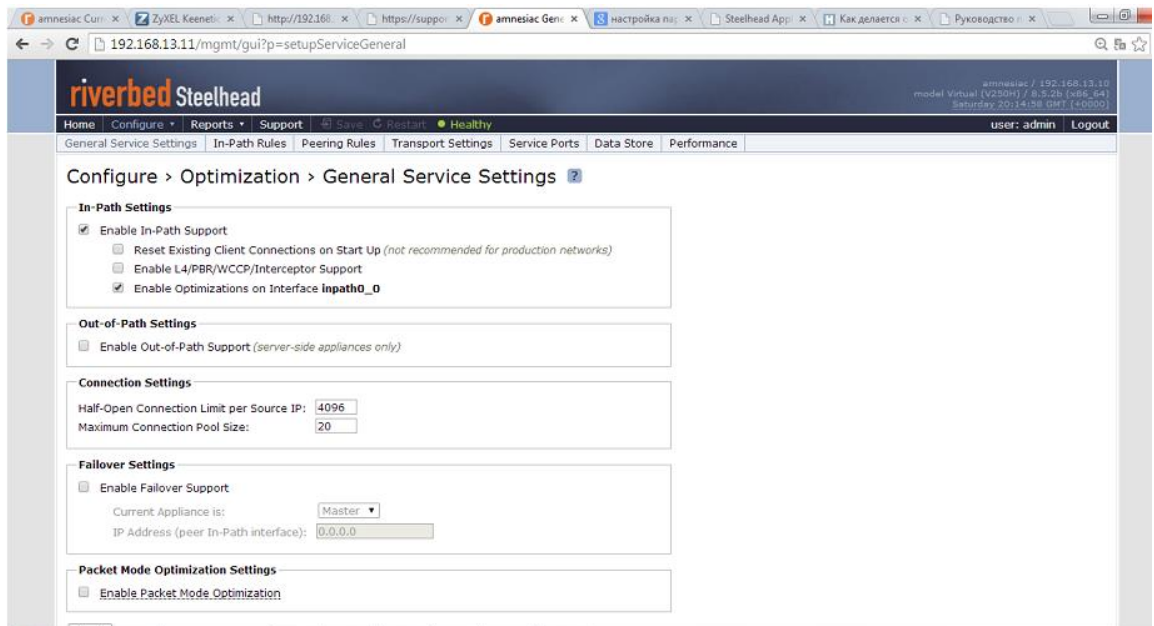 amnesiac Curr
ZyXEL Keenetic
http://192.168.
https://suppor
amnesiac Gene
настройка пар
Steelhead Appl
Как делается с
Руководство п
192.168.13.11/mgmt/gui?p=setupServiceGeneral
riverbed Steelhead
amnesiac / 192.168.13.10
model Virtual (V250H) / 8.5.2b (x86_64)
Saturday 20:14:58 GMT (+0000)
Home Configure Reports Support Save Restart Healthy user: admin Logout
General Service Settings In-Path Rules Peering Rules Transport Settings Service Ports Data Store Performance
Configure › Optimization › General Service Settings ?
In-Path Settings
Enable In-Path Support
Reset Existing Client Connections on Start Up (not recommended for production networks)
Enable L4/PBR/WCCP/Interceptor Support
Enable Optimizations on Interface inpath0_0
Out-of-Path Settings
Enable Out-of-Path Support (server-side appliances only)
Connection Settings
Half-Open Connection Limit per Source IP: 4096
Maximum Connection Pool Size: 20
Failover Settings
Enable Failover Support
Current Appliance is: Master
IP Address (peer In-Path interface): 0.0.0.0
Packet Mode Optimization Settings
Enable Packet Mode Optimization